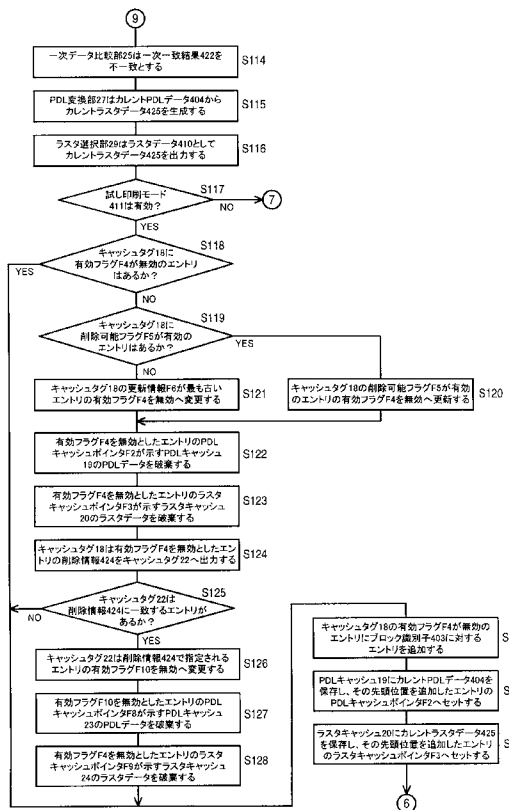 9
一次データ比較部25は一次一致結果422を
不一致とする
S114
PDL変換部27はカレントPDLデータ404から
カレントラスタデータ425を生成する
S115
ラスタ選択部29はラスタデータ410として
カレントラスタデータ425を出力する
S116
試し印刷モード
411は有効?
S117
NO
7
YES
キャッシュタグ18に
有効フラグF4が無効のエントリ
はあるか?
S118
YES
NO
キャッシュタグ18に
削除可能フラグF5が有効の
エントリはあるか?
S119
YES
NO
キャッシュタグ18の更新情報F6が最も古い
エントリの有効フラグF4を無効へ変更する
S121
キャッシュタグ18の削除可能フラグF5が有効
のエントリの有効フラグF4を無効へ更新する
S120
有効フラグF4を無効としたエントリのPDL
キャッシュポインタF2が示すPDLキャッシュ
19のPDLデータを破棄する
S122
有効フラグF4を無効としたエントリのラスタ
キャッシュポインタF3が示すラスタキャッシュ
20のラスタデータを破棄する
S123
キャッシュタグ18は有効フラグF4を無効としたエン
トリの削除情報424をキャッシュタグ22へ出力する
S124
キャッシュタグ22は
削除情報424に一致するエントリが
あるか?
S125
NO
YES
キャッシュタグ22は削除情報424で指定される
エントリの有効フラグF10を無効へ変更する
S126
有効フラグF10を無効としたエントリのPDL
キャッシュポインタF8が示すPDLキャッシュ
23のPDLデータを破棄する
S127
有効フラグF4を無効としたエントリのラスタ
キャッシュポインタF9が示すラスタキャッシュ
24のラスタデータを破棄する
S128
キャッシュタグ18の有効フラグF4が無効の
エントリにブロック識別子403に対する
エントリを追加する
S
PDLキャッシュ19にカレントPDLデータ404を
保存し、その先頭位置を追加したエントリの
PDLキャッシュポインタF2へセットする
S
ラスタキャッシュ20にカレントラスタデータ425
を保存し、その先頭位置を追加したエントリ
のラスタキャッシュポインタF3へセットする
S
6